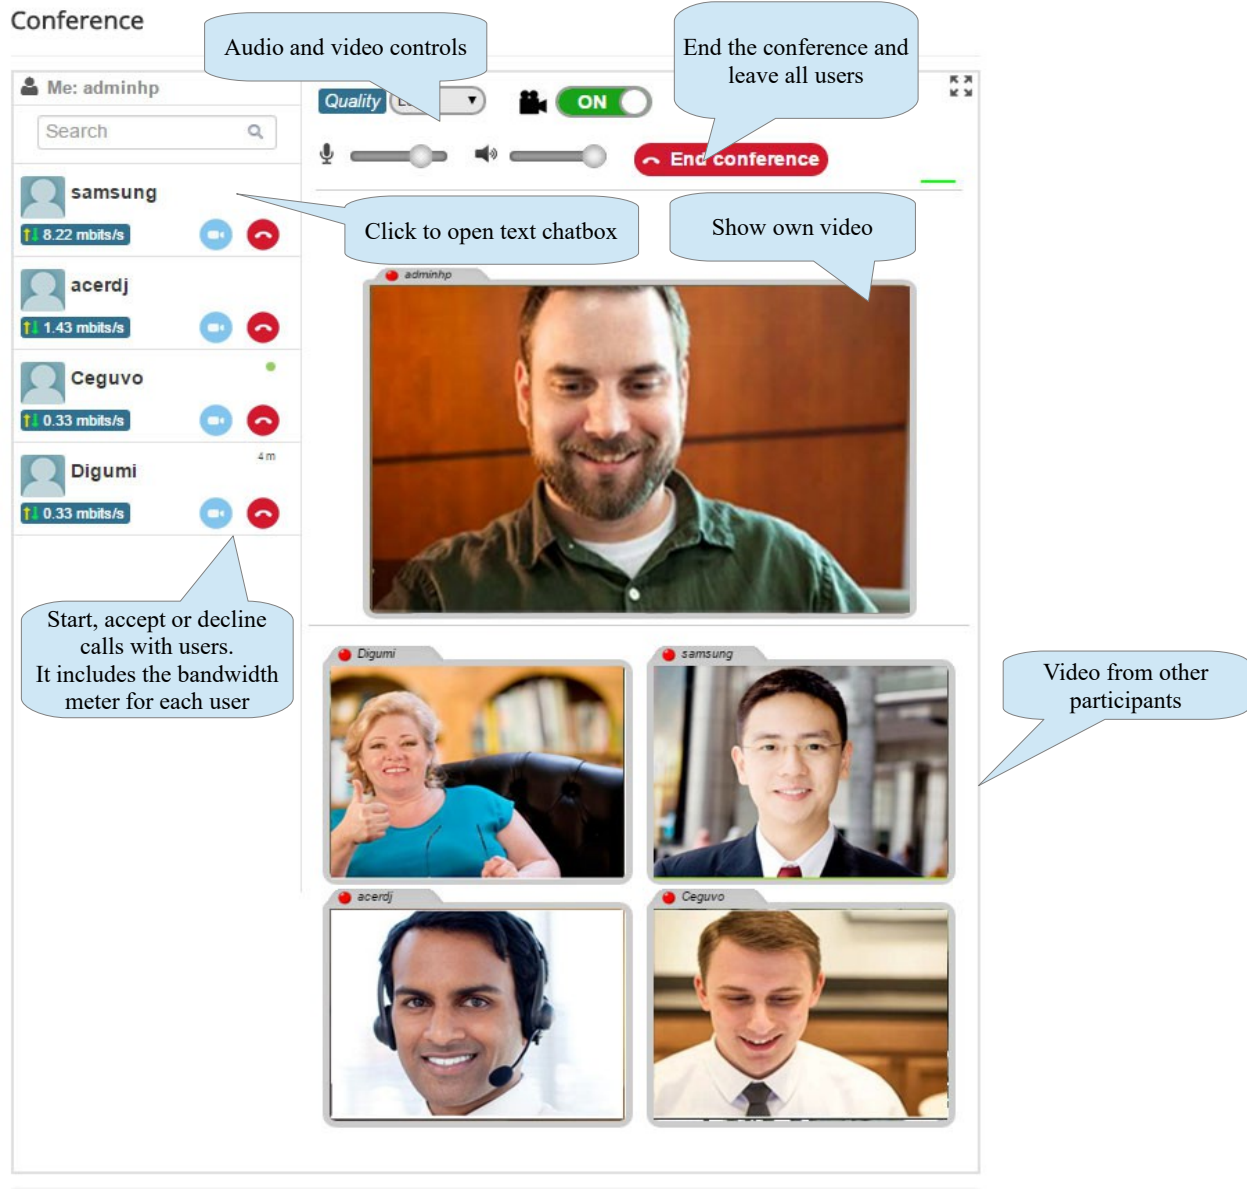 Conference
Audio and video controls
End the conference and
leave all users
Me: adminhp
Quality
ON
Search
End conference
samsung
8.22 mbits/s
Click to open text chatbox
Show own video
acerdj
1.43 mbits/s
adminhp
Ceguvo
0.33 mbits/s
4 m
Digumi
0.33 mbits/s
Start, accept or decline
calls with users.
It includes the bandwidth
meter for each user
Digumi
samsung
Video from other
participants
acerdj
Ceguvo